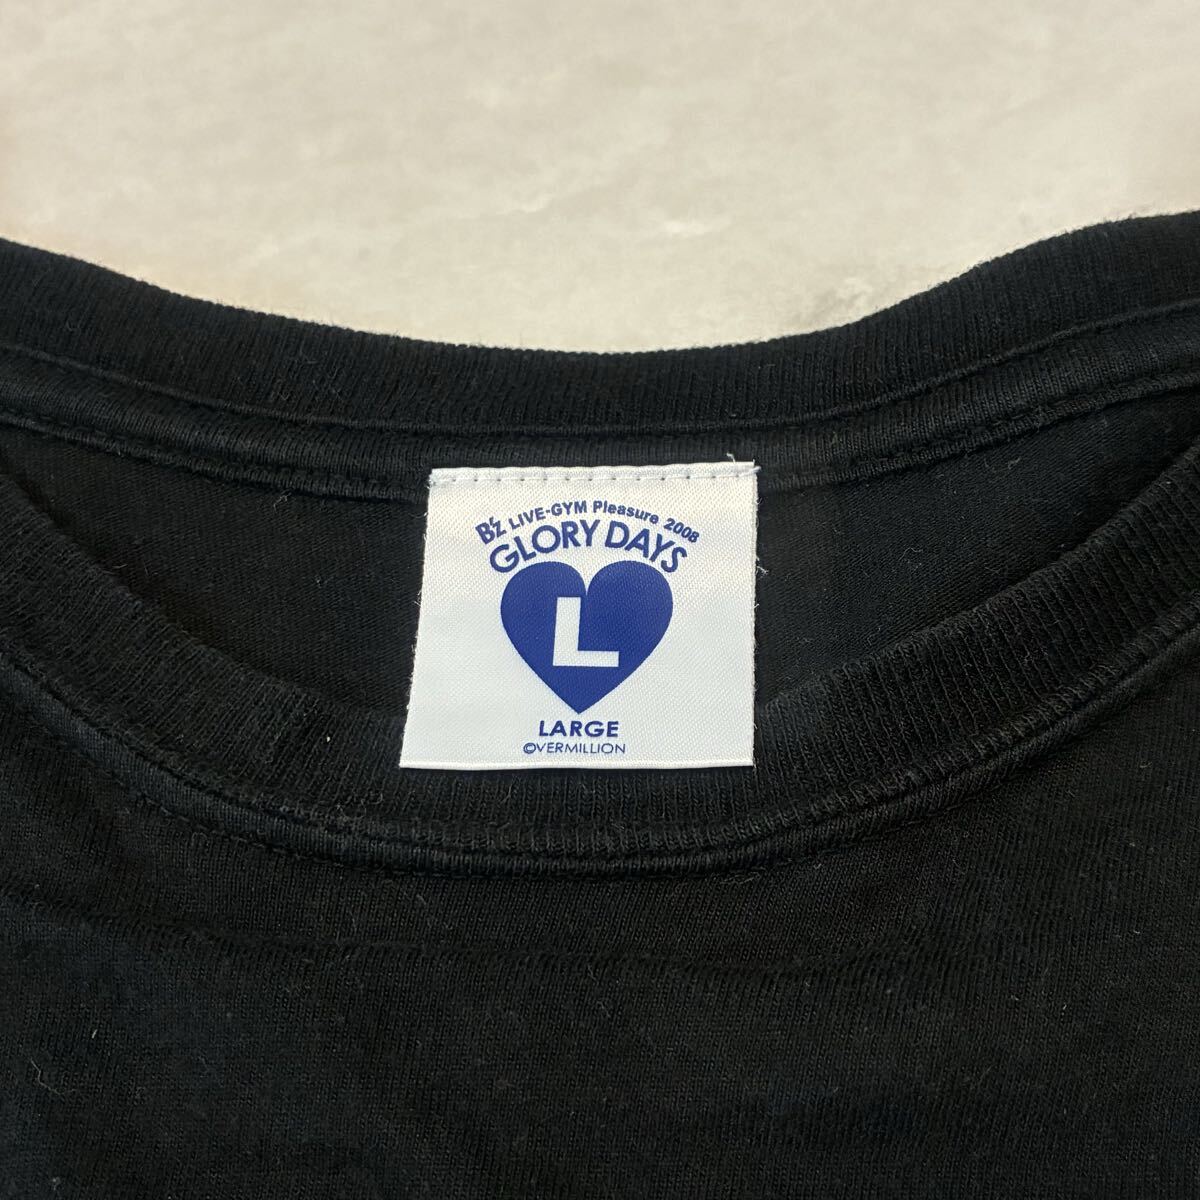 B'z LIVE-GYM Pleasure 2008
GLORY DAYS
L
LARGE
©VERMILLION